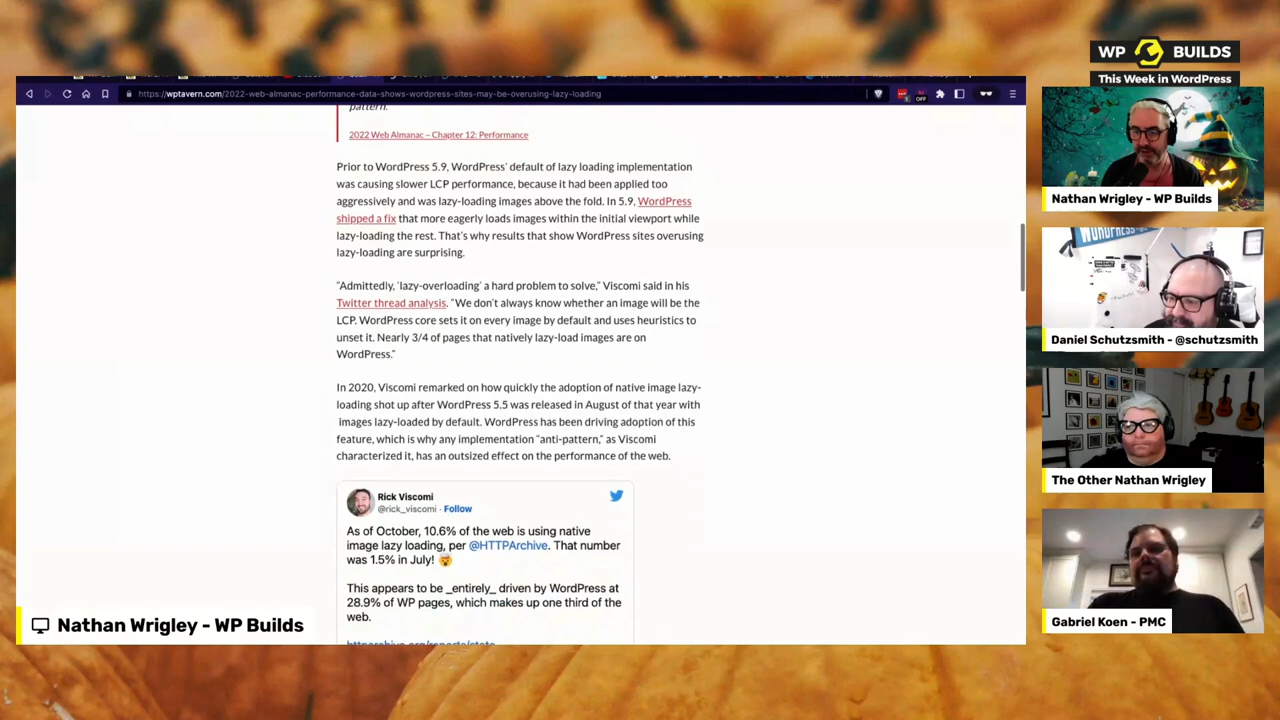 WP BUILDS
This Week in WordPress
https://wptavern.com/2022-web-almanac-performance-data-shows-wordpress-sites-may-be-overusing-lazy-loading
OFF
pattern.
2022 Web Almanac – Chapter 12: Performance
Prior to WordPress 5.9, WordPress' default of lazy loading implementation
was causing slower LCP performance, because it had been applied too
aggressively and was lazy-loading images above the fold. In 5.9, WordPress
shipped a fix that more eagerly loads images within the initial viewport while
lazy-loading the rest. That's why results that show WordPress sites overusing
lazy-loading are surprising.
"Admittedly, 'lazy-overloading' a hard problem to solve," Viscomi said in his
Twitter thread analysis. "We don't always know whether an image will be the
LCP. WordPress core sets it on every image by default and uses heuristics to
unset it. Nearly 3/4 of pages that natively lazy-load images are on
WordPress."
In 2020, Viscomi remarked on how quickly the adoption of native image lazy-
loading shot up after WordPress 5.5 was released in August of that year with
images lazy-loaded by default. WordPress has been driving adoption of this
feature, which is why any implementation "anti-pattern," as Viscomi
characterized it, has an outsized effect on the performance of the web.
Rick Viscomi
@rick_viscomi · Follow
As of October, 10.6% of the web is using native
image lazy loading, per @HTTPArchive. That number
was 1.5% in July! 🤯
This appears to be _entirely_ driven by WordPress at
28.9% of WP pages, which makes up one third of the
web.
httparchive.org/reports/state
Nathan Wrigley - WP Builds
Nathan Wrigley - WP Builds
WORDPRESS
Daniel Schutzsmith - @schutzsmith
The Other Nathan Wrigley
Gabriel Koen - PMC